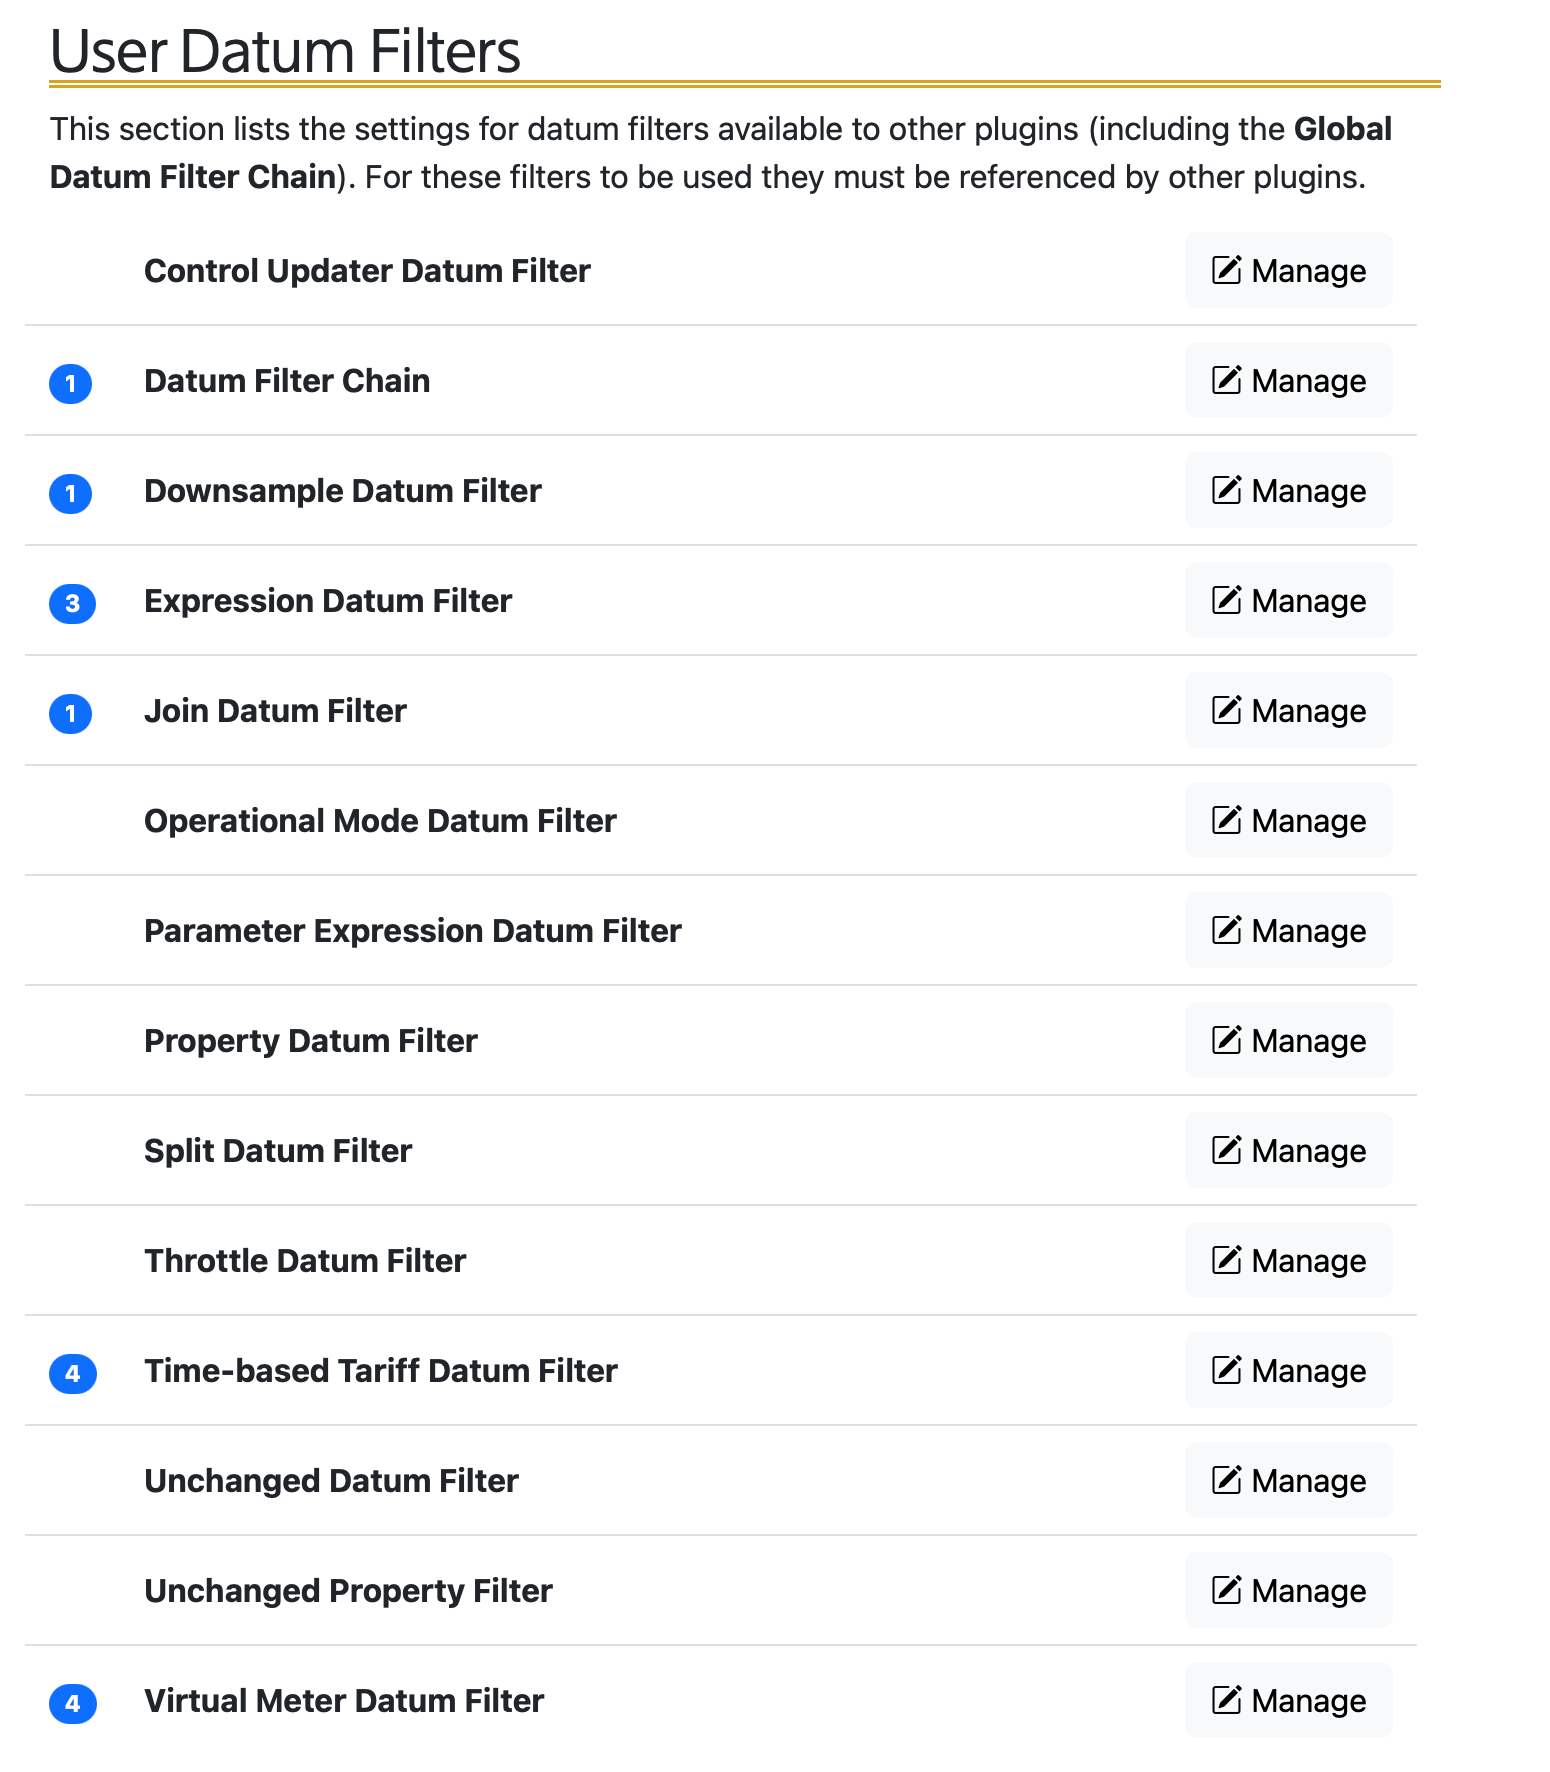 User Datum Filters
This section lists the settings for datum filters available to other plugins (including the Global
Datum Filter Chain). For these filters to be used they must be referenced by other plugins.
Control Updater Datum Filter Manage
1 Datum Filter Chain Manage
1 Downsample Datum Filter Manage
3 Expression Datum Filter Manage
1 Join Datum Filter Manage
Operational Mode Datum Filter Manage
Parameter Expression Datum Filter Manage
Property Datum Filter Manage
Split Datum Filter Manage
Throttle Datum Filter Manage
4 Time-based Tariff Datum Filter Manage
Unchanged Datum Filter Manage
Unchanged Property Filter Manage
4 Virtual Meter Datum Filter Manage